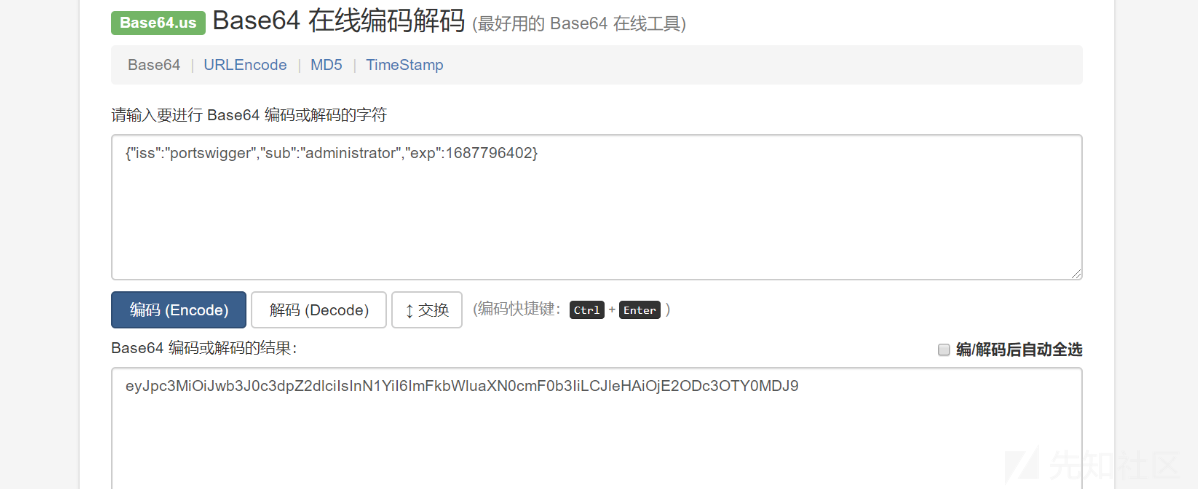 Base64.us Base64 在线编码解码 (最好用的 Base64 在线工具)
Base64 | URLEncode | MD5 | TimeStamp
请输入要进行 Base64 编码或解码的字符
{"iss":"portswigger","sub":"administrator","exp":1687796402}
编码 (Encode) 解码 (Decode) ↕ 交换 (编码快捷键: Ctrl + Enter )
Base64 编码或解码的结果: 编/解码后自动全选
eyJpc3MiOiJwb3J0c3dpZ2dlciIsInN1YiI6ImFkbWluaXN0cmF0b3IiLCJleHAiOjE2ODc3OTY0MDJ9
先知社区